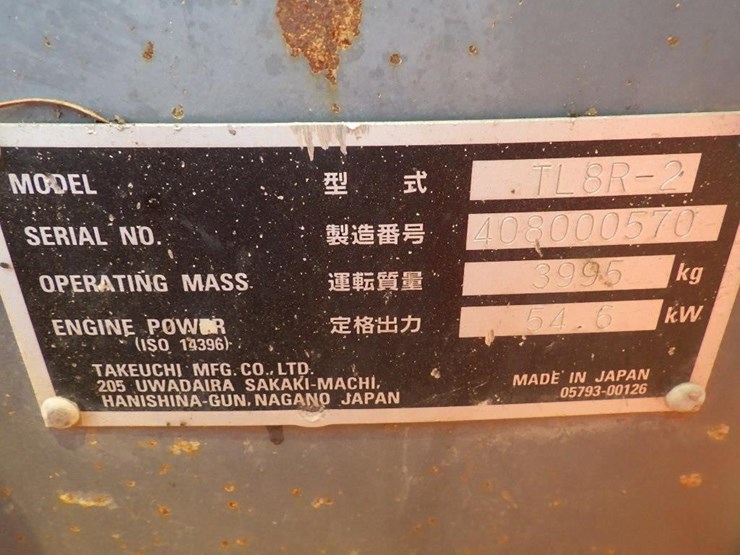 MODEL 型式 TL8R-2
SERIAL NO. 製造番号 408000570
OPERATING MASS 運転質量 3995 kg
ENGINE POWER 定格出力 54.6 kW
(ISO 14396)
TAKEUCHI MFG. CO., LTD.
205 UWADAIRA SAKAKI-MACHI,
HANISHINA-GUN, NAGANO JAPAN
MADE IN JAPAN
05793-00126